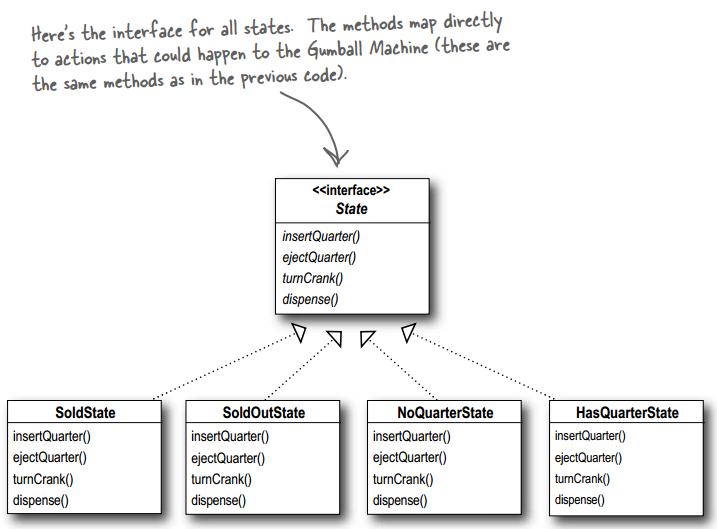 Here's the interface for all states. The methods map directly
to actions that could happen to the Gumball Machine (these are
the same methods as in the previous code).
<<interface>>
State
insertQuarter()
ejectQuarter()
turnCrank()
dispense()
SoldState
insertQuarter()
ejectQuarter()
turnCrank()
dispense()
SoldOutState
insertQuarter()
ejectQuarter()
turnCrank()
dispense()
NoQuarterState
insertQuarter()
ejectQuarter()
turnCrank()
dispense()
HasQuarterState
insertQuarter()
ejectQuarter()
turnCrank()
dispense()